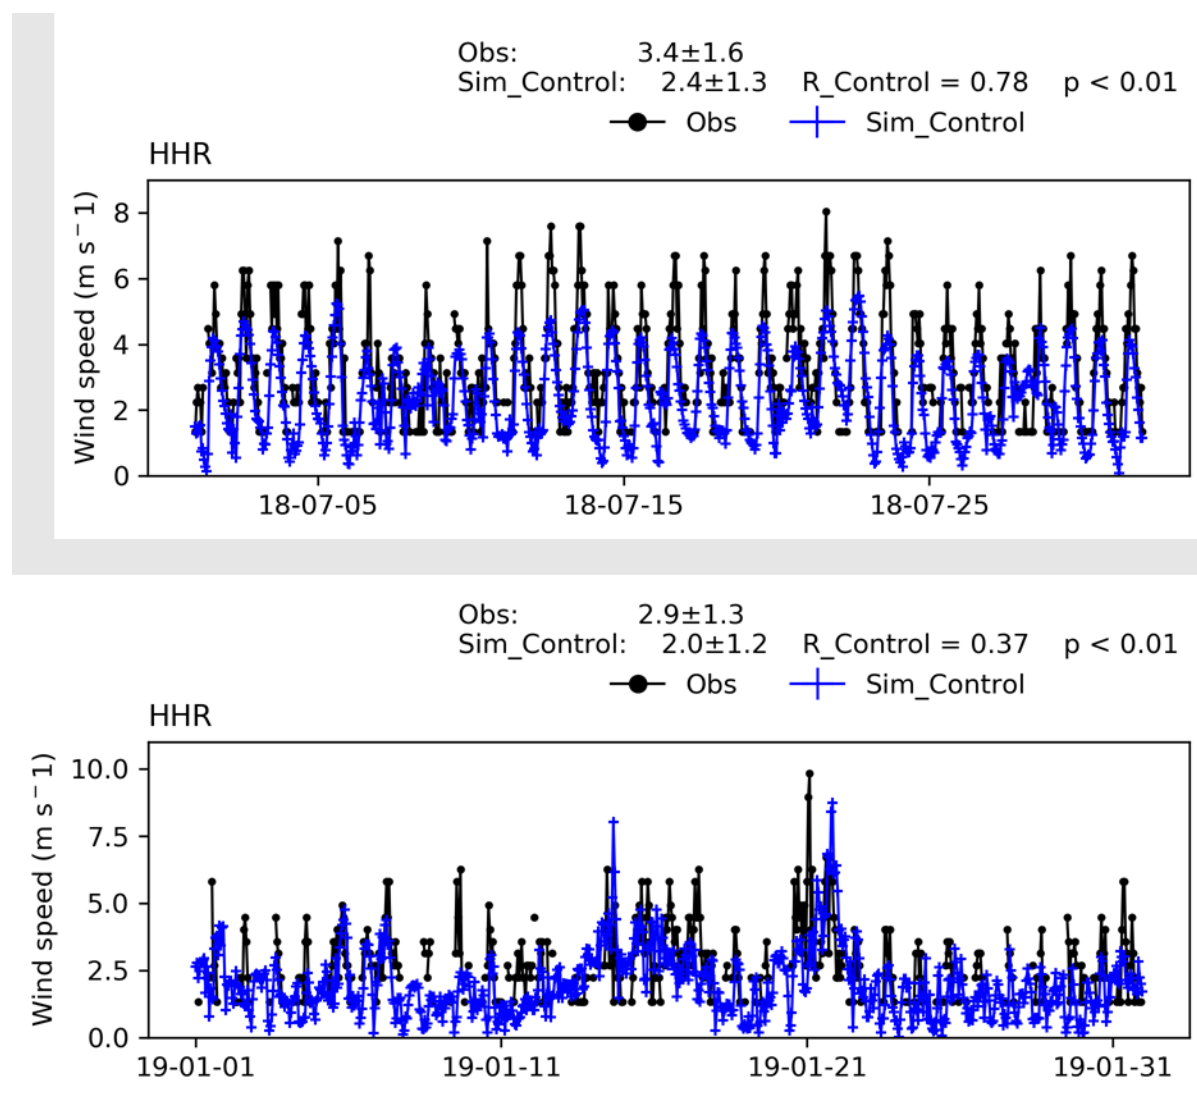 Obs: 3.4±1.6
Sim_Control: 2.4±1.3 R_Control = 0.78 p < 0.01
Obs Sim_Control
HHR
Wind speed (m s⁻1)
8
6
4
2
0
18-07-05 18-07-15 18-07-25
Obs: 2.9±1.3
Sim_Control: 2.0±1.2 R_Control = 0.37 p < 0.01
Obs Sim_Control
HHR
Wind speed (m s⁻1)
10.0
7.5
5.0
2.5
0.0
19-01-01 19-01-11 19-01-21 19-01-31